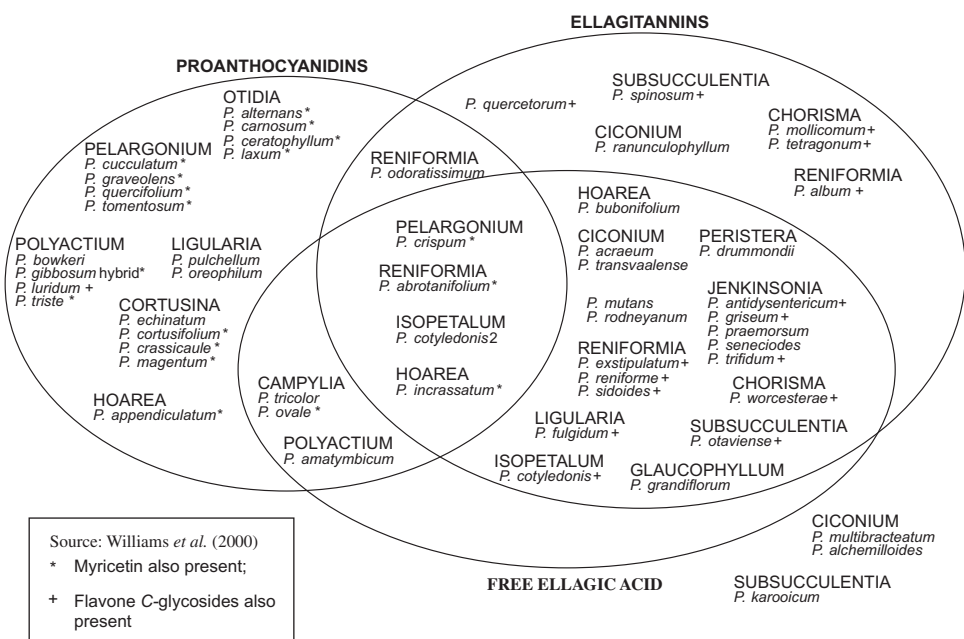 ELLAGITANNINS
PROANTHOCYANIDINS
OTIDIA
P. alternans *
P. carnosum *
P. ceratophyllum *
P. laxum *
PELARGONIUM
P. cucculatum *
P. graveolens *
P. quercifolium *
P. tomentosum *
POLYACTIUM
P. bowkeri
P. gibbosum hybrid*
P. luridum +
P. triste *
LIGULARIA
P. pulchellum
P. oreophilum
CORTUSINA
P. echinatum
P. cortusifolium *
P. crassicaule *
P. magentum *
HOAREA
P. appendiculatum *
RENIFORMIA
P. odoratissimum
PELARGONIUM
P. crispum *
RENIFORMIA
P. abrotanifolium *
ISOPETALUM
P. cotyledonis2
HOAREA
P. incrassatum *
CAMPYLIA
P. tricolor
P. ovale *
POLYACTIUM
P. amatymbicum
P. quercetorum +
SUBSUCCULENTIA
P. spinosum +
CICONIUM
P. ranunculophyllum
CHORISMA
P. mollicomum +
P. tetragonum +
RENIFORMIA
P. album +
HOAREA
P. bubonifolium
CICONIUM
P. acraeum
P. transvaalense
PERISTERA
P. drummondii
P. mutans
P. rodneyanum
JENKINSONIA
P. antidysentericum +
P. griseum +
P. praemorsum
P. seneciodes
P. trifidum +
RENIFORMIA
P. exstipulatum +
P. reniforme +
P. sidoides +
CHORISMA
P. worcesterae +
LIGULARIA
P. fulgidum +
SUBSUCCULENTIA
P. otaviense +
ISOPETALUM
P. cotyledonis +
GLAUCOPHYLLUM
P. grandiflorum
CICONIUM
P. multibracteatum
P. alchemilloides
SUBSUCCULENTIA
P. karooicum
FREE ELLAGIC ACID
Source: Williams et al. (2000)
* Myricetin also present;
+ Flavone C-glycosides also
present